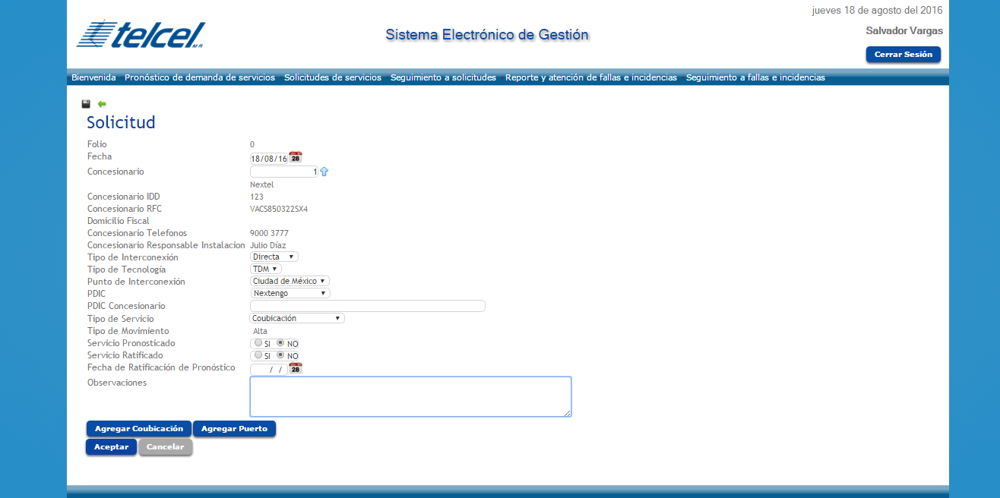 jueves 18 de agosto del 2016
telcel MR
Sistema Electrónico de Gestión
Salvador Vargas
Cerrar Sesión
Bienvenida Pronóstico de demanda de servicios Solicitudes de servicios Seguimiento a solicitudes Reporte y atención de fallas e incidencias Seguimiento a fallas e incidencias
Solicitud
Folio 0
Fecha 18/08/16 28
Concesionario 1
Nextel
Concesionario IDD 123
Concesionario RFC VACS850322SX4
Domicilio Fiscal
Concesionario Telefonos 9000 3777
Concesionario Responsable Instalacion Julio Díaz
Tipo de Interconexión Directa
Tipo de Tecnología TDM
Punto de Interconexión Ciudad de México
PDIC Nextengo
PDIC Concesionario
Tipo de Servicio Coubicación
Tipo de Movimiento Alta
Servicio Pronosticado SI NO
Servicio Ratificado SI NO
Fecha de Ratificación de Pronóstico / / 28
Observaciones
Agregar Coubicación Agregar Puerto
Aceptar Cancelar